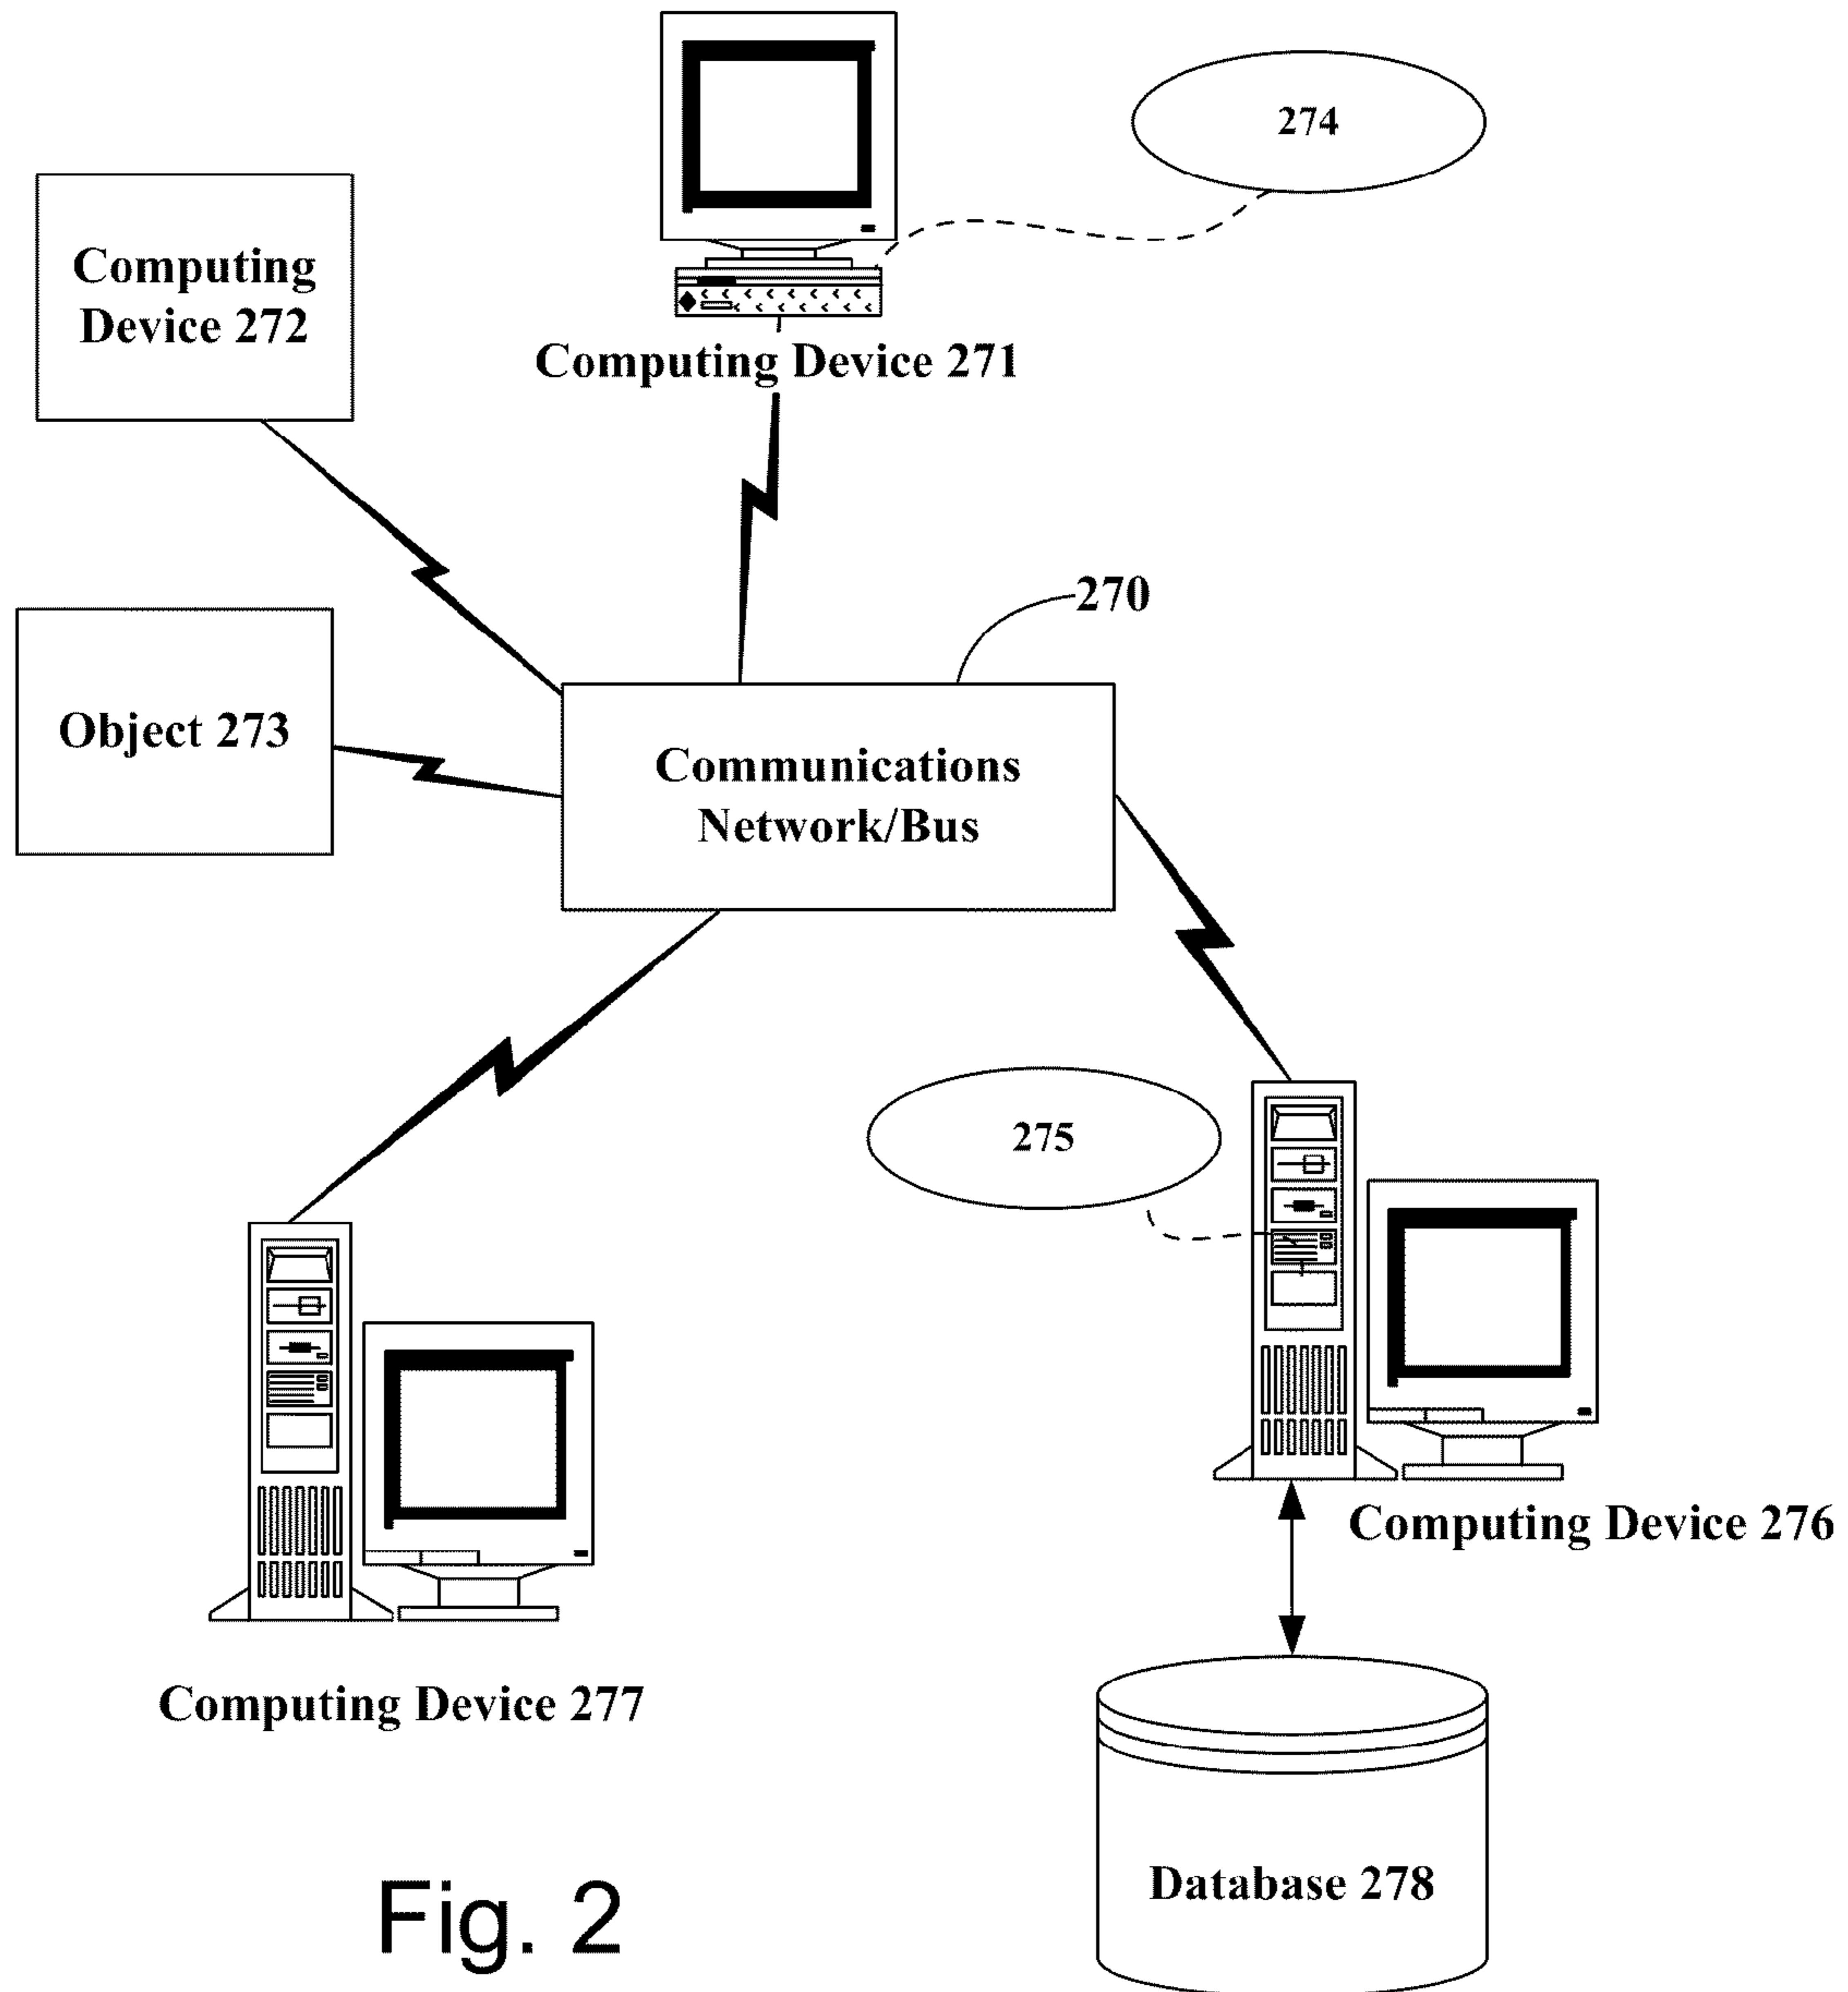 274
Computing
Device 272
Computing Device 271
270
Object 273
Communications
Network/Bus
275
Computing Device 276
Computing Device 277
Database 278
Fig. 2